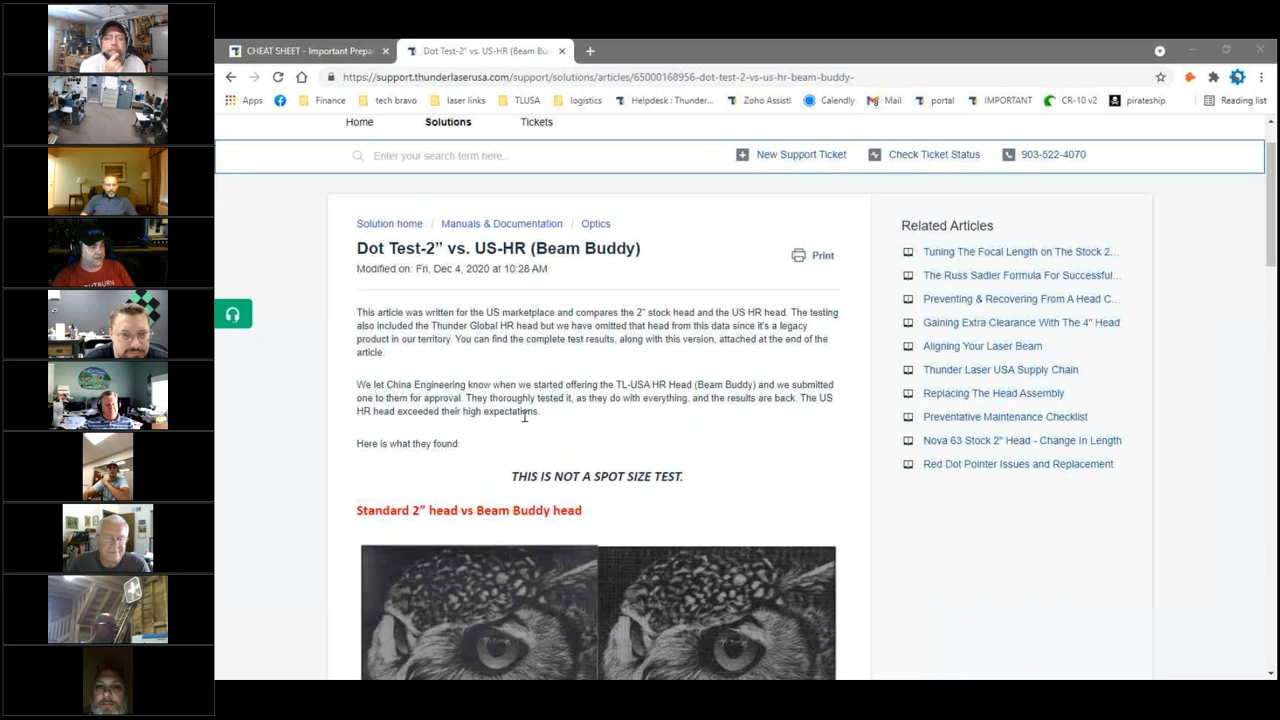 CHEAT SHEET - Important Prepa
Dot Test-2" vs. US-HR (Beam Bu
https://support.thunderlaserusa.com/support/solutions/articles/65000168956-dot-test-2-vs-us-hr-beam-buddy-
Apps Finance tech bravo laser links TLUSA logistics Helpdesk : Thunder... Zoho Assist Calendly Mail portal IMPORTANT CR-10 v2 pirateship Reading list
Home Solutions Tickets
Enter your search term here... New Support Ticket Check Ticket Status 903-522-4070
Solution home / Manuals & Documentation / Optics
Dot Test-2” vs. US-HR (Beam Buddy)
Print
Modified on: Fri, Dec 4, 2020 at 10:28 AM
This article was written for the US marketplace and compares the 2" stock head and the US HR head. The testing
also included the Thunder Global HR head but we have omitted that head from this data since it's a legacy
product in our territory. You can find the complete test results, along with this version, attached at the end of the
article.
We let China Engineering know when we started offering the TL-USA HR Head (Beam Buddy) and we submitted
one to them for approval. They thoroughly tested it, as they do with everything, and the results are back. The US
HR head exceeded their high expectations.
Here is what they found:
THIS IS NOT A SPOT SIZE TEST.
Standard 2” head vs Beam Buddy head
Related Articles
Tuning The Focal Length on The Stock 2...
The Russ Sadler Formula For Successful...
Preventing & Recovering From A Head C...
Gaining Extra Clearance With The 4" Head
Aligning Your Laser Beam
Thunder Laser USA Supply Chain
Replacing The Head Assembly
Preventative Maintenance Checklist
Nova 63 Stock 2" Head - Change In Length
Red Dot Pointer Issues and Replacement